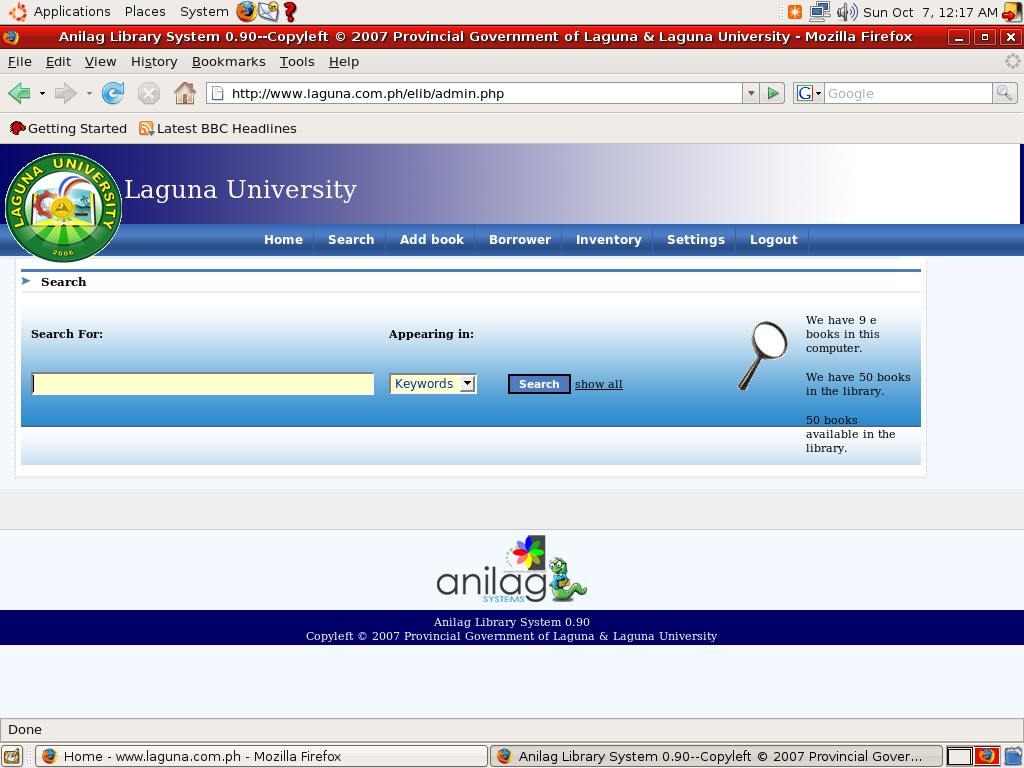 Applications Places System Sun Oct 7, 12:17 AM
Anilag Library System 0.90--Copyleft © 2007 Provincial Government of Laguna & Laguna University - Mozilla Firefox
File Edit View History Bookmarks Tools Help
http://www.laguna.com.ph/elib/admin.php G Google
Getting Started Latest BBC Headlines
LAGUNA UNIVERSITY
2006
Laguna University
Home Search Add book Borrower Inventory Settings Logout
Search
Search For: Appearing in:
Keywords Search show all
We have 9 e
books in this
computer.
We have 50 books
in the library.
50 books
available in the
library.
anilag
SYSTEMS
Anilag Library System 0.90
Copyleft © 2007 Provincial Government of Laguna & Laguna University
Done
Home - www.laguna.com.ph - Mozilla Firefox Anilag Library System 0.90--Copyleft © 2007 Provincial Gover...